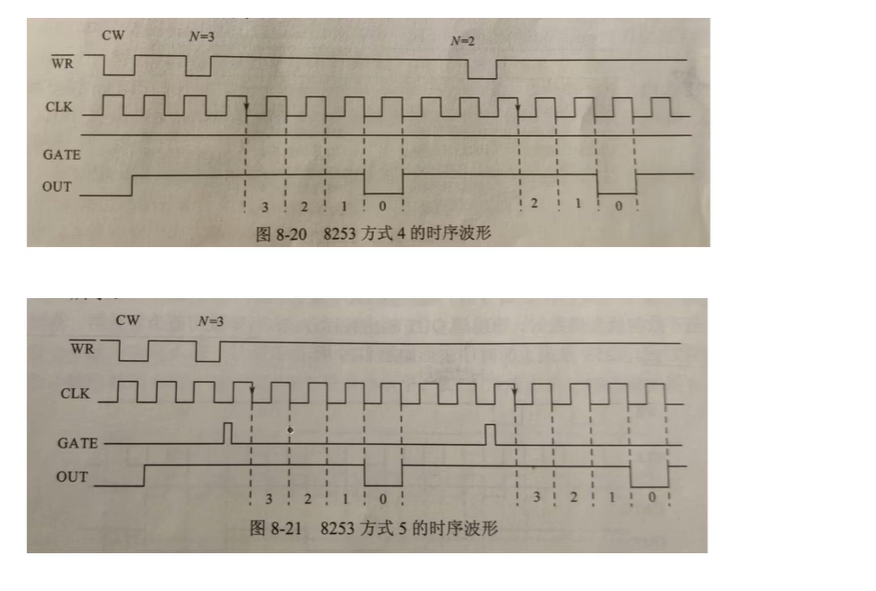 CW N=3 N=2
WR
CLK
GATE
OUT
3 2 1 0 2 1 0
图 8-20 8253 方式 4 的时序波形
CW N=3
WR
CLK
GATE
OUT
3 2 1 0 3 2 1 0
图 8-21 8253 方式 5 的时序波形